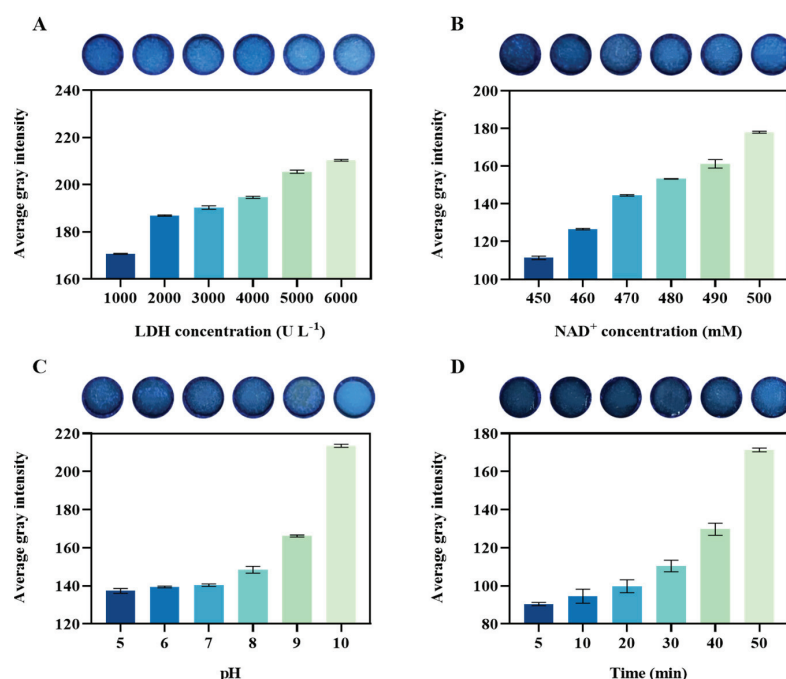 A
240
220
200
180
160
Average gray intensity
1000 2000 3000 4000 5000 6000
LDH concentration (U L⁻¹)
B
200
180
160
140
120
100
Average gray intensity
450 460 470 480 490 500
NAD⁺ concentration (mM)
C
220
200
180
160
140
120
Average gray intensity
5 6 7 8 9 10
pH
D
180
160
140
120
100
80
Average gray intensity
5 10 20 30 40 50
Time (min)